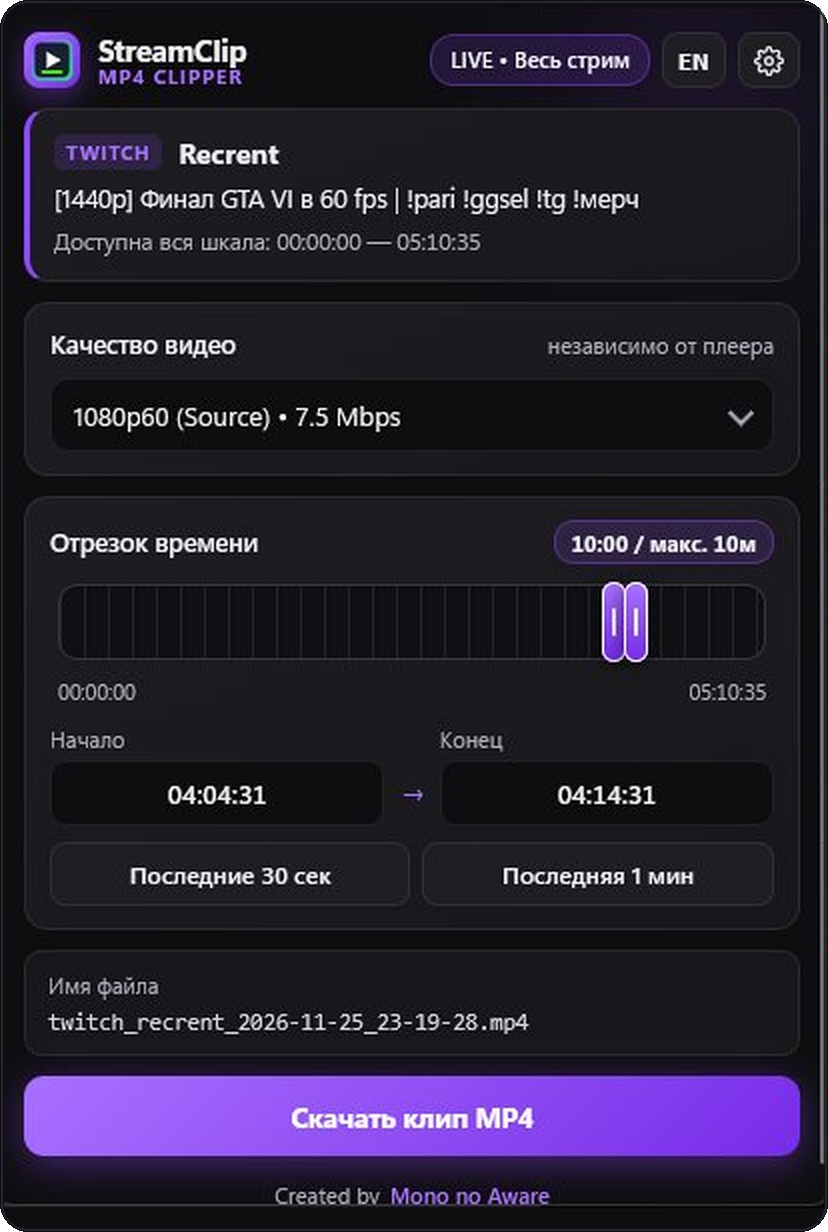 StreamClip
MP4 CLIPPER
LIVE • Весь стрим
EN
TWITCH Recrent
[1440p] Финал GTA VI в 60 fps | !pari !ggsel !tg !мерч
Доступна вся шкала: 00:00:00 — 05:10:35
Качество видео
независимо от плеера
1080p60 (Source) • 7.5 Mbps
Отрезок времени
10:00 / макс. 10м
00:00:00
05:10:35
Начало
Конец
04:04:31 → 04:14:31
Последние 30 сек
Последняя 1 мин
Имя файла
twitch_recrent_2026-11-25_23-19-28.mp4
Скачать клип MP4
Created by Mono no Aware